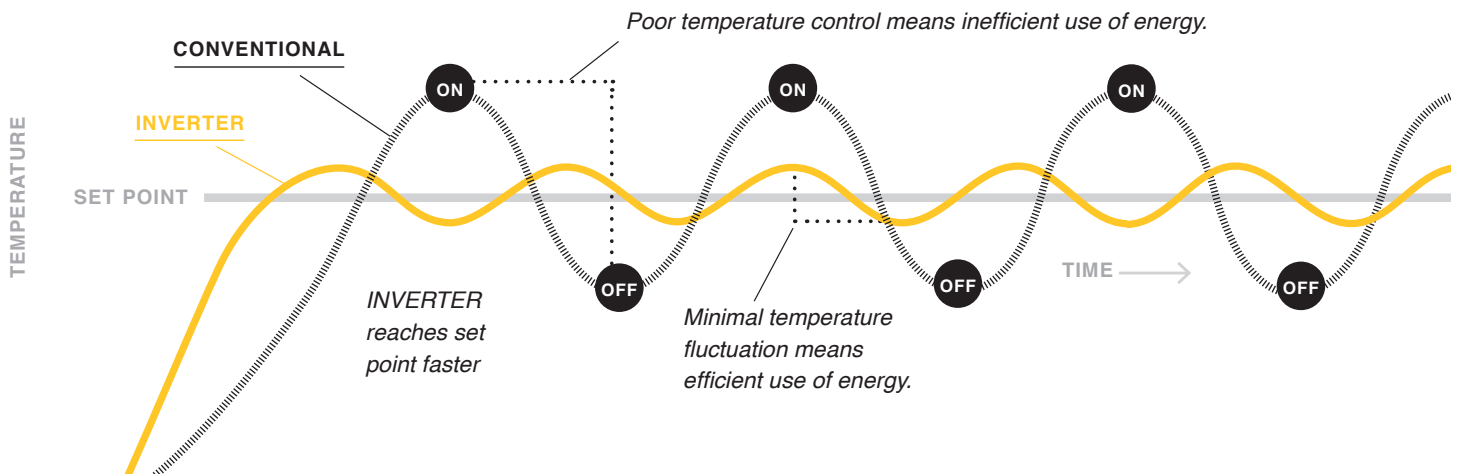 Poor temperature control means inefficient use of energy.
CONVENTIONAL
ON
ON
ON
INVERTER
TEMPERATURE
SET POINT
TIME
OFF
OFF
OFF
INVERTER
reaches set
point faster
Minimal temperature
fluctuation means
efficient use of energy.